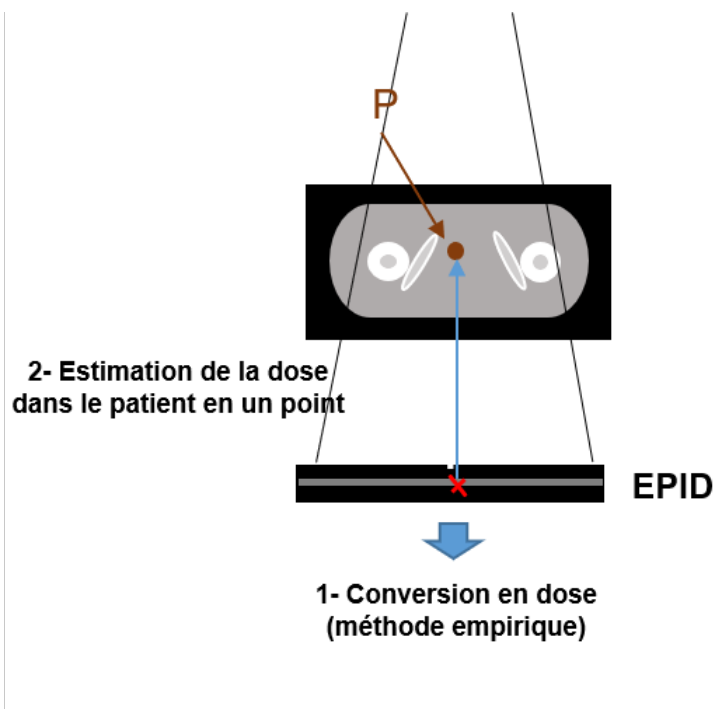 P
2- Estimation de la dose
dans le patient en un point
EPID
1- Conversion en dose
(méthode empirique)